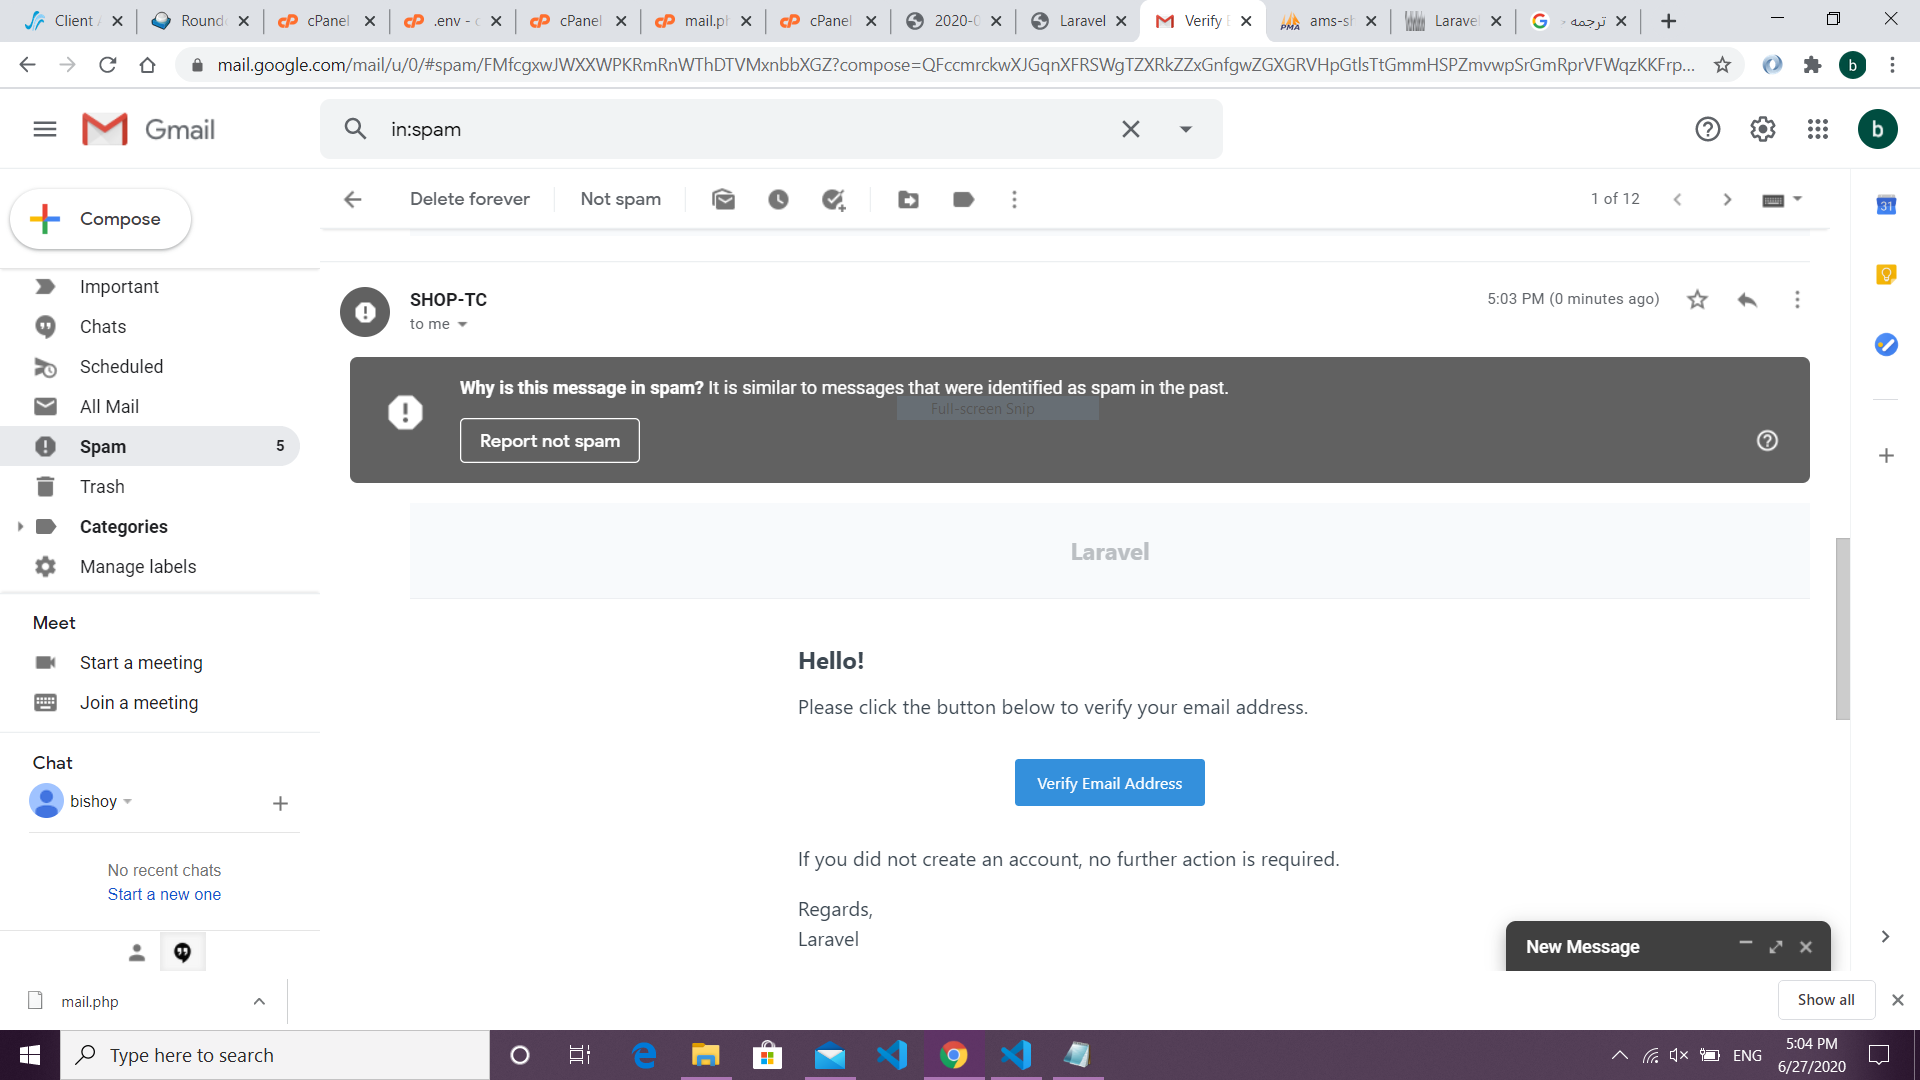 Client
Round
cPanel
.env -
cPanel
mail.p
cPanel
2020-0
Laravel
Verify
ams-sh
Larave
ترجمه
mail.google.com/mail/u/0/#spam/FMfcgxwJWXXWPKRmRnWThDTVMxnbbXGZ?compose=QFccmrckwXJGqnXFRSWgTZXRkZZxGnfgwZGXGRVHpGtlsTtGmmHSPZmvwpSrGmRprVFWqzKKFrp...
b
Gmail
in:spam
b
Compose
Delete forever
Not spam
1 of 12
31
Important
Chats
Scheduled
All Mail
Spam 5
Trash
Categories
Manage labels
Meet
Start a meeting
Join a meeting
Chat
bishoy
No recent chats
Start a new one
SHOP-TC
5:03 PM (0 minutes ago)
to me
Why is this message in spam? It is similar to messages that were identified as spam in the past.
Full-screen Snip
Report not spam
Laravel
Hello!
Please click the button below to verify your email address.
Verify Email Address
If you did not create an account, no further action is required.
Regards,
Laravel
New Message
mail.php
Show all
Type here to search
ENG
5:04 PM
6/27/2020